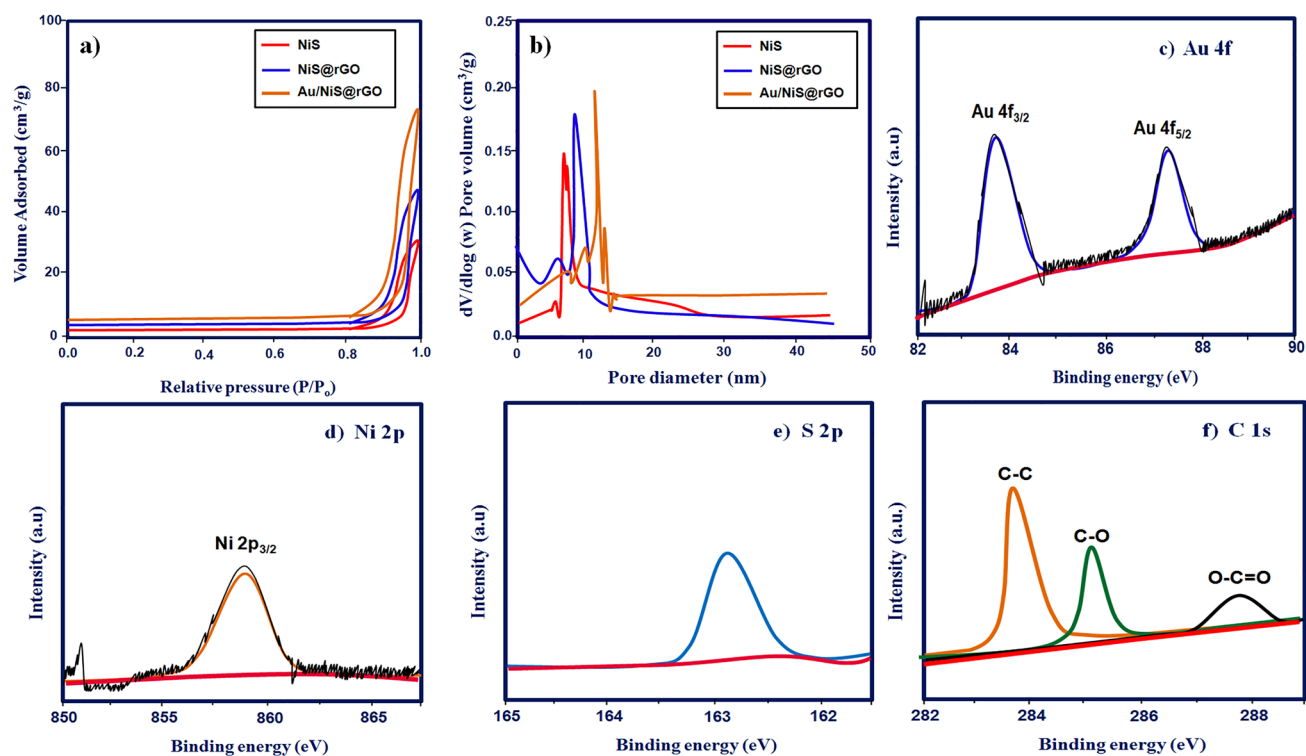 a)
NiS
NiS@rGO
Au/NiS@rGO
Volume Adsorbed (cm³/g)
100
80
60
40
20
0
0.0 0.2 0.4 0.6 0.8 1.0
Relative pressure (P/Pₒ)
b)
NiS
NiS@rGO
Au/NiS@rGO
dV/dlog (w) Pore volume (cm³/g)
0.25
0.20
0.15
0.10
0.05
0.0
0 10 20 30 40 50
Pore diameter (nm)
c) Au 4f
Au 4f₃/₂
Au 4f₅/₂
Intensity (a.u)
82 84 86 88 90
Binding energy (eV)
d) Ni 2p
Ni 2p₃/₂
Intensity (a.u)
850 855 860 865
Binding energy (eV)
e) S 2p
Intensity (a.u)
165 164 163 162
Binding energy (eV)
f) C 1s
C-C
C-O
O-C=O
Intensity (a.u.)
282 284 286 288
Binding energy (eV)